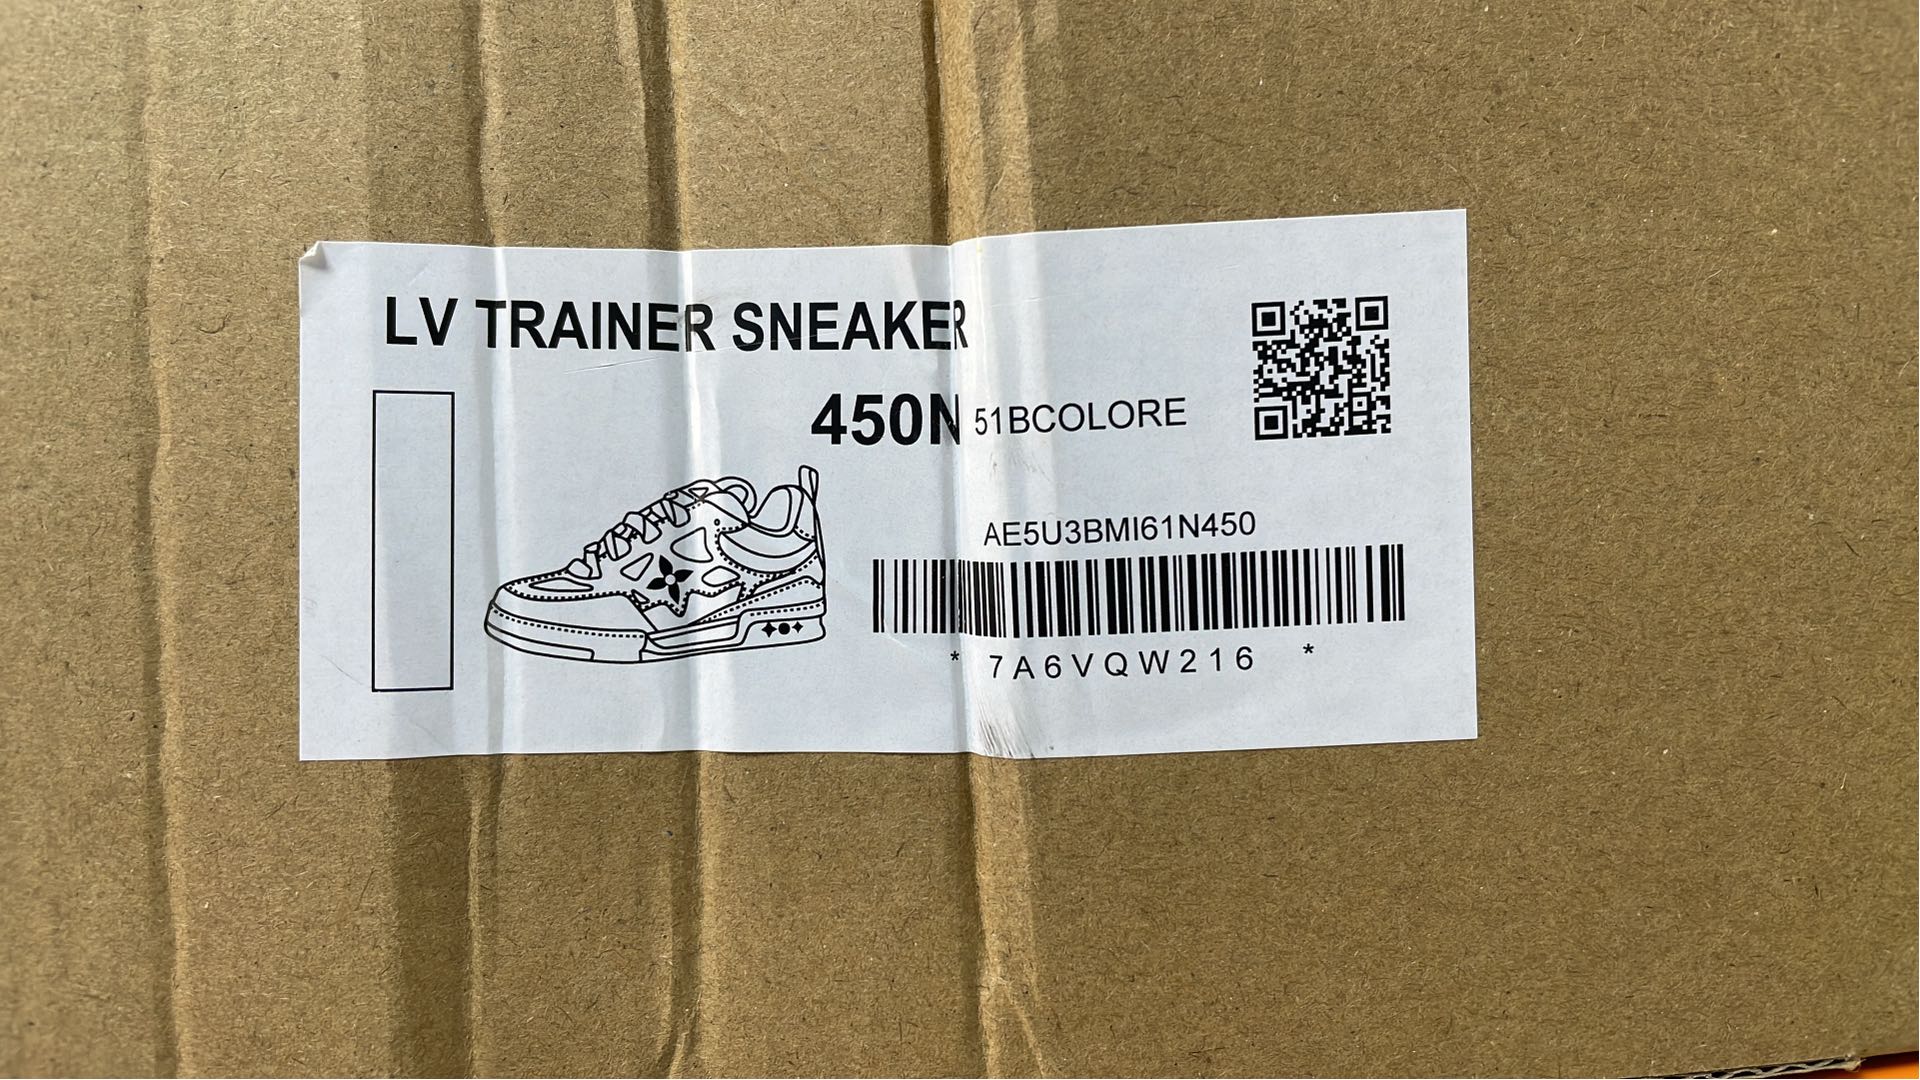 LV TRAINER SNEAKER
450N 51BCOLORE
AE5U3BMI61N450
* 7A6VQW216 *